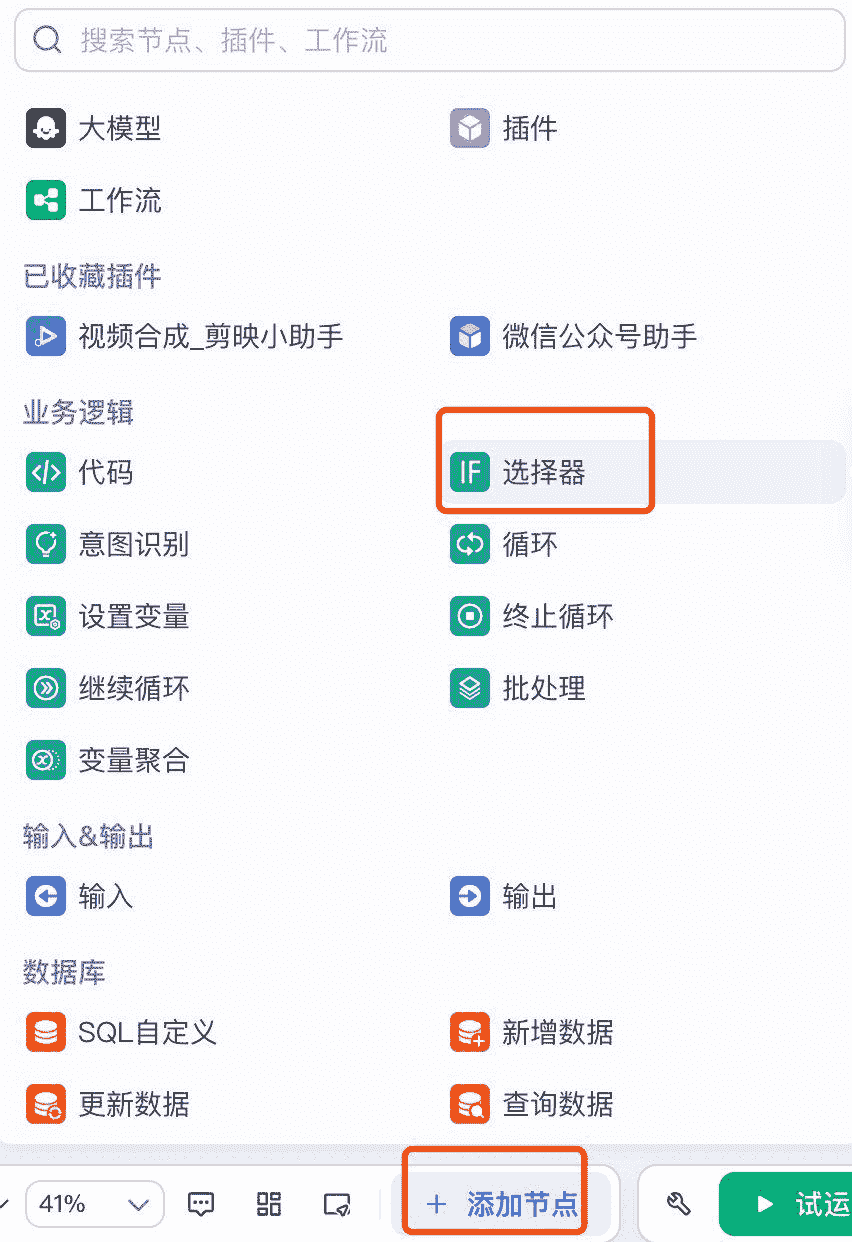 搜索节点、插件、工作流
大模型 插件
工作流
已收藏插件
视频合成_剪映小助手 微信公众号助手
业务逻辑
代码 IF 选择器
意图识别 循环
设置变量 终止循环
继续循环 批处理
变量聚合
输入&输出
输入 输出
数据库
SQL自定义 新增数据
更新数据 查询数据
41% + 添加节点 试运